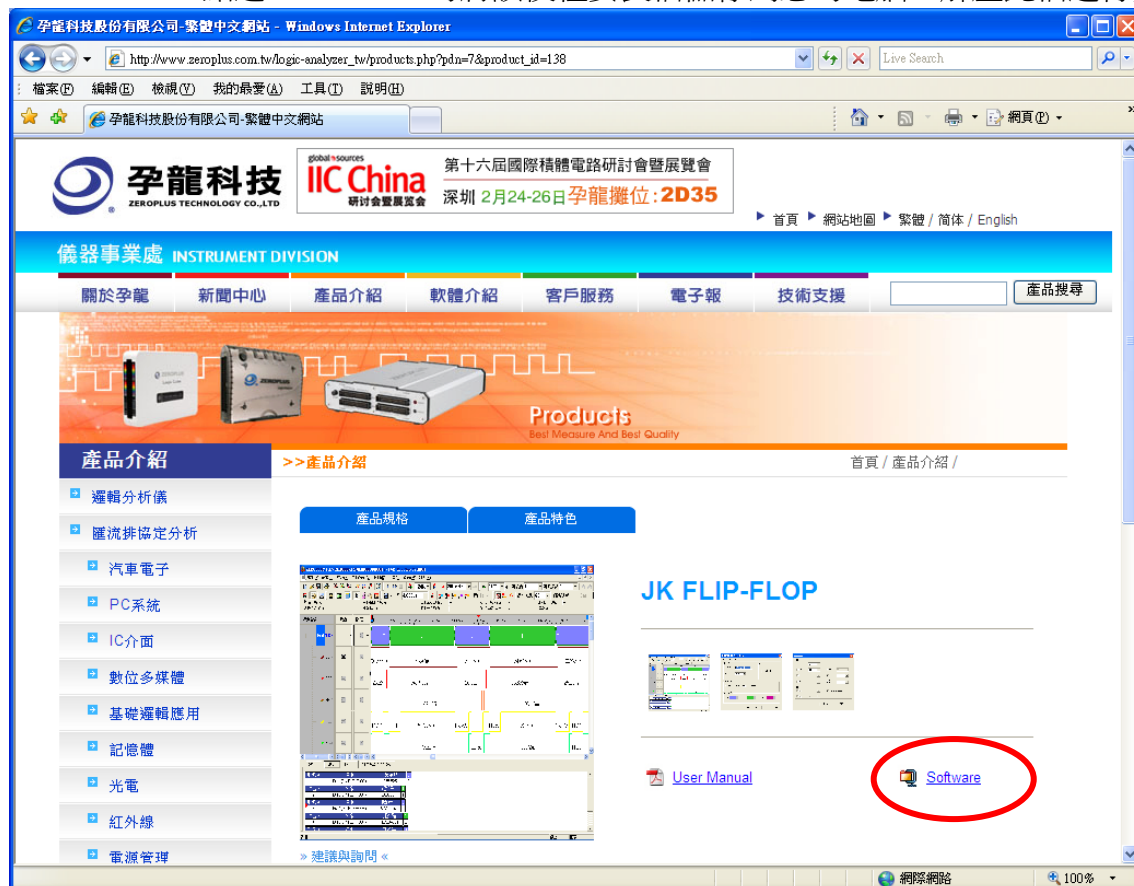 孕龍科技股份有限公司-繁體中文網站 - Windows Internet Explorer
http://www.zeroplus.com.tw/logic-analyzer_tw/products.php?pdn=7&product_id=138
Live Search
檔案(F) 編輯(E) 檢視(V) 我的最愛(A) 工具(T) 說明(H)
孕龍科技股份有限公司-繁體中文網站
網頁(P)
孕龍科技
ZEROPLUS TECHNOLOGY CO.,LTD
global sources
IIC China
研讨会暨展览会
第十六屆國際積體電路研討會暨展覽會
深圳 2月24-26日孕龍攤位:2D35
首頁 網站地圖 繁體 / 简体 / English
儀器事業處 INSTRUMENT DIVISION
關於孕龍 新聞中心 產品介紹 軟體介紹 客戶服務 電子報 技術支援 產品搜尋
Products
Best Measure And Best Quality
產品介紹
>>產品介紹
首頁 / 產品介紹 /
邏輯分析儀
匯流排協定分析
汽車電子
PC系統
IC介面
數位多媒體
基礎邏輯應用
記憶體
光電
紅外線
電源管理
產品規格 產品特色
JK FLIP-FLOP
User Manual
Software
» 建議與詢問 «
網際網路
100%